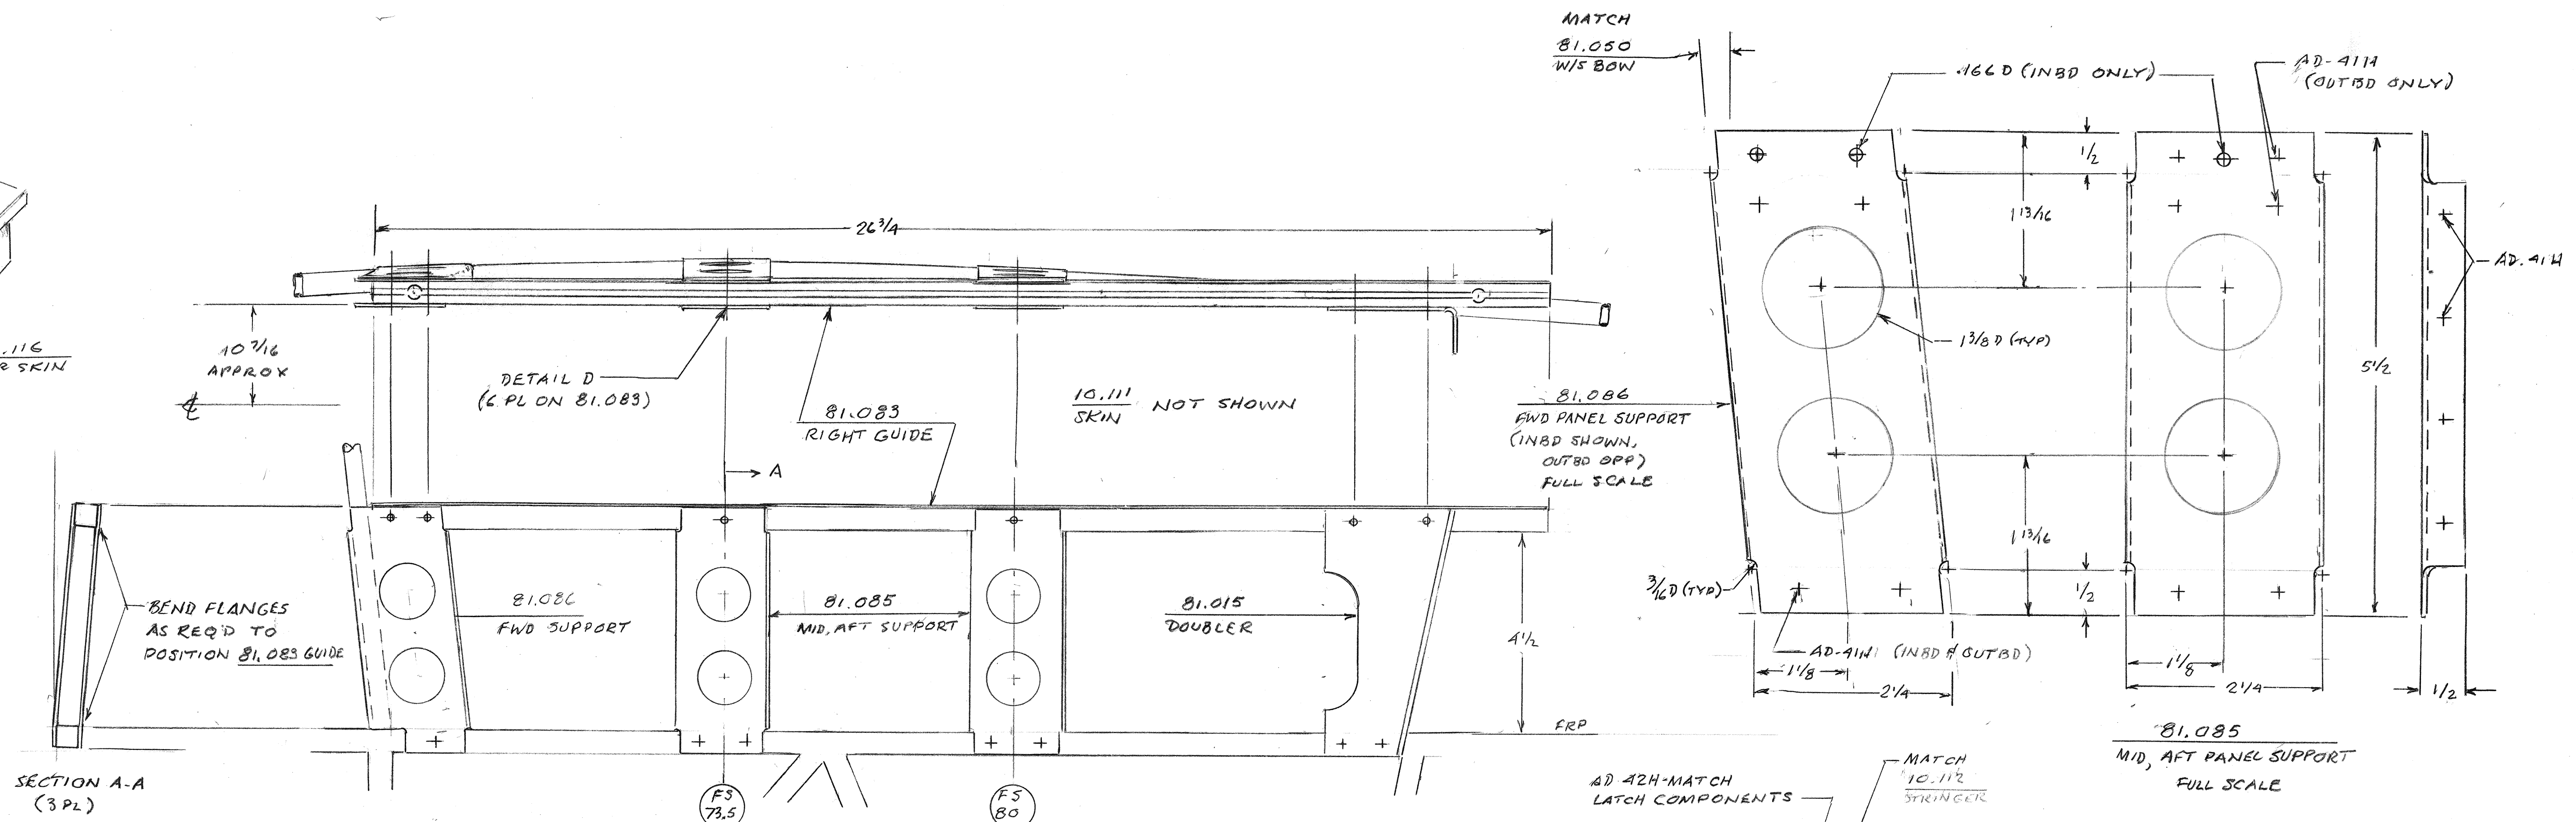 MATCH
81.050
W/S BOW
.166 D (INBD ONLY)
AD-41H
(OUTBD ONLY)
1/2
1 13/16
26 3/4
AD-41H
.116
SKIN
10 7/16
APPROX
℄
DETAIL D
(6 PL ON 81.083)
81.083
RIGHT GUIDE
10.111
SKIN
NOT SHOWN
1 3/8 D (TYP)
5 1/2
81.086
FWD PANEL SUPPORT
(INBD SHOWN,
OUTBD OPP)
FULL SCALE
A
BEND FLANGES
AS REQ'D TO
POSITION 81.083 GUIDE
81.086
FWD SUPPORT
81.085
MID, AFT SUPPORT
81.015
DOUBLER
4 1/2
1 13/16
3/16 D (TYP)
1/2
AD-41H (INBD & OUTBD)
1 1/8
2 1/4
1 1/8
2 1/4
1/2
FRP
81.085
MID, AFT PANEL SUPPORT
FULL SCALE
SECTION A-A
(3 PL)
FS
73.5
FS
80
AD 42H-MATCH
LATCH COMPONENTS
MATCH
10.112
STRINGER